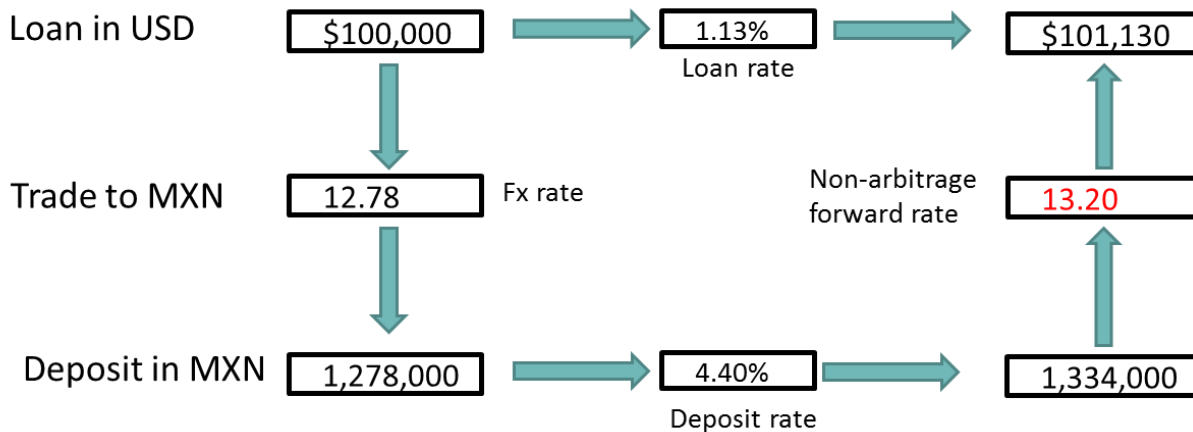 Loan in USD
$100,000
1.13%
$101,130
Loan rate
Trade to MXN
12.78
Fx rate
Non-arbitrage
forward rate
13.20
Deposit in MXN
1,278,000
4.40%
1,334,000
Deposit rate